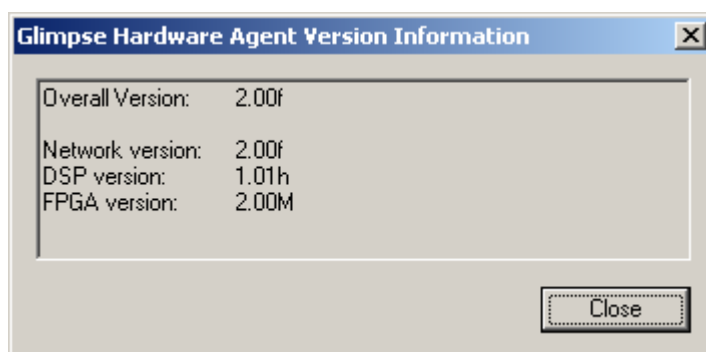 Glimpse Hardware Agent Version Information
Overall Version: 2.00f
Network version: 2.00f
DSP version: 1.01h
FPGA version: 2.00M
Close